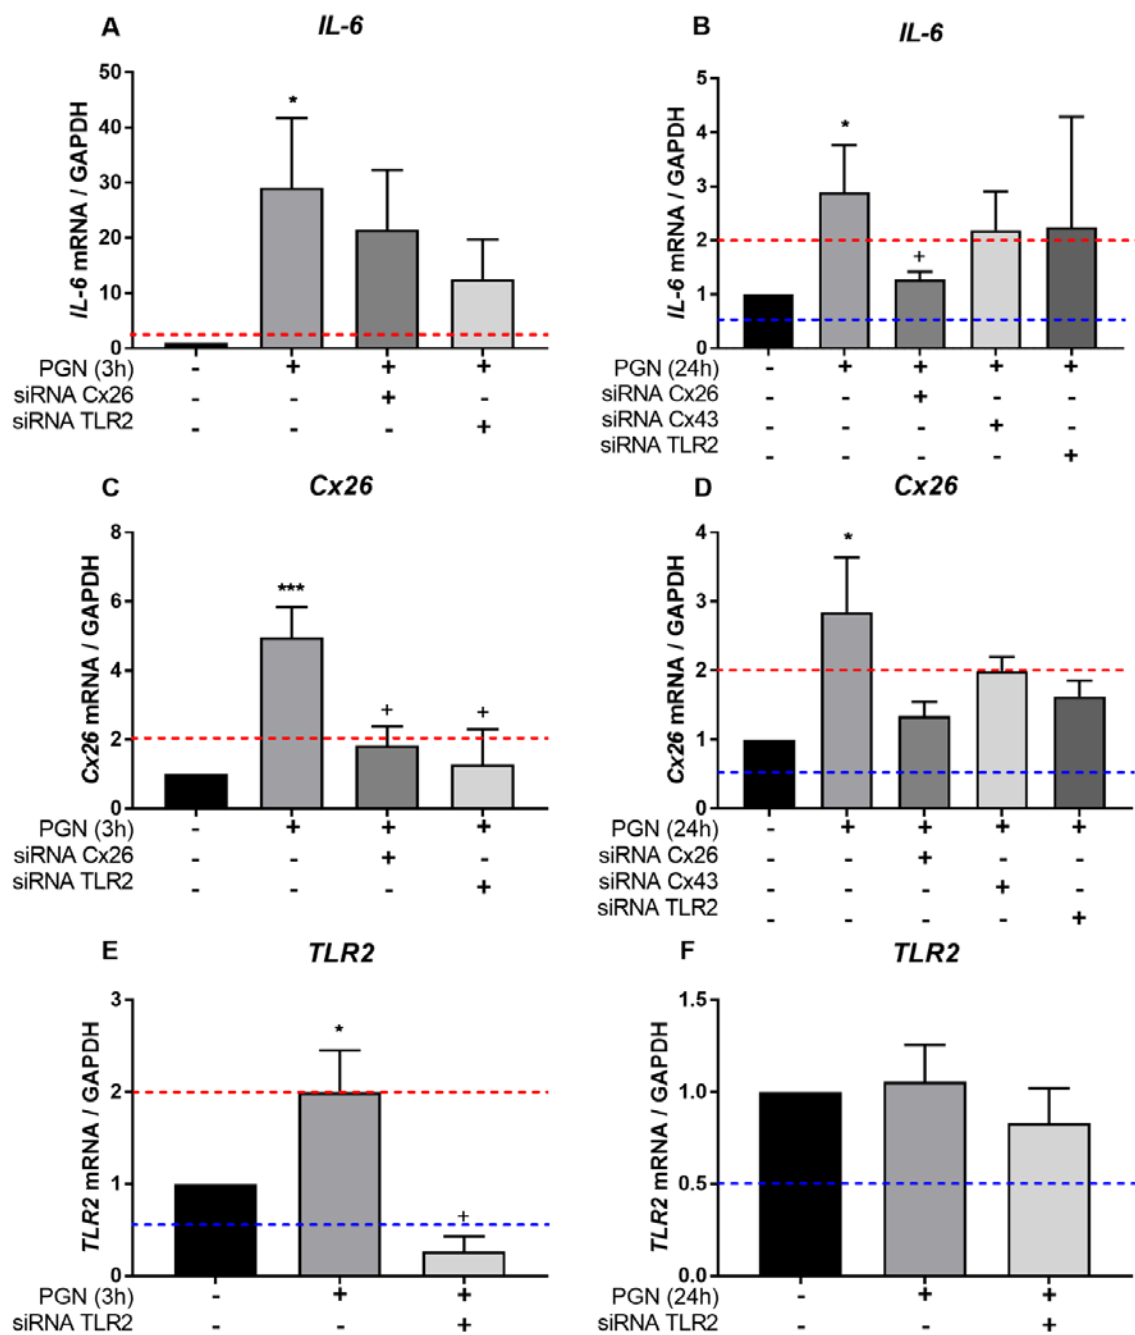 A IL-6
IL-6 mRNA / GAPDH
50
40
30
20
10
0
*
PGN (3h) - + + +
siRNA Cx26 - - + -
siRNA TLR2 - - - +
B IL-6
IL-6 mRNA / GAPDH
5
4
3
2
1
0
*
+
PGN (24h) - + + + +
siRNA Cx26 - - + - -
siRNA Cx43 - - - + -
siRNA TLR2 - - - - +
C Cx26
Cx26 mRNA / GAPDH
8
6
4
2
0
***
+
+
PGN (3h) - + + +
siRNA Cx26 - - + -
siRNA TLR2 - - - +
D Cx26
Cx26 mRNA / GAPDH
4
3
2
1
0
*
PGN (24h) - + + + +
siRNA Cx26 - - + - -
siRNA Cx43 - - - + -
siRNA TLR2 - - - - +
E TLR2
TLR2 mRNA / GAPDH
3
2
1
0
*
+
PGN (3h) - + +
siRNA TLR2 - - +
F TLR2
TLR2 mRNA / GAPDH
1.5
1.0
0.5
0.0
PGN (24h) - + +
siRNA TLR2 - - +